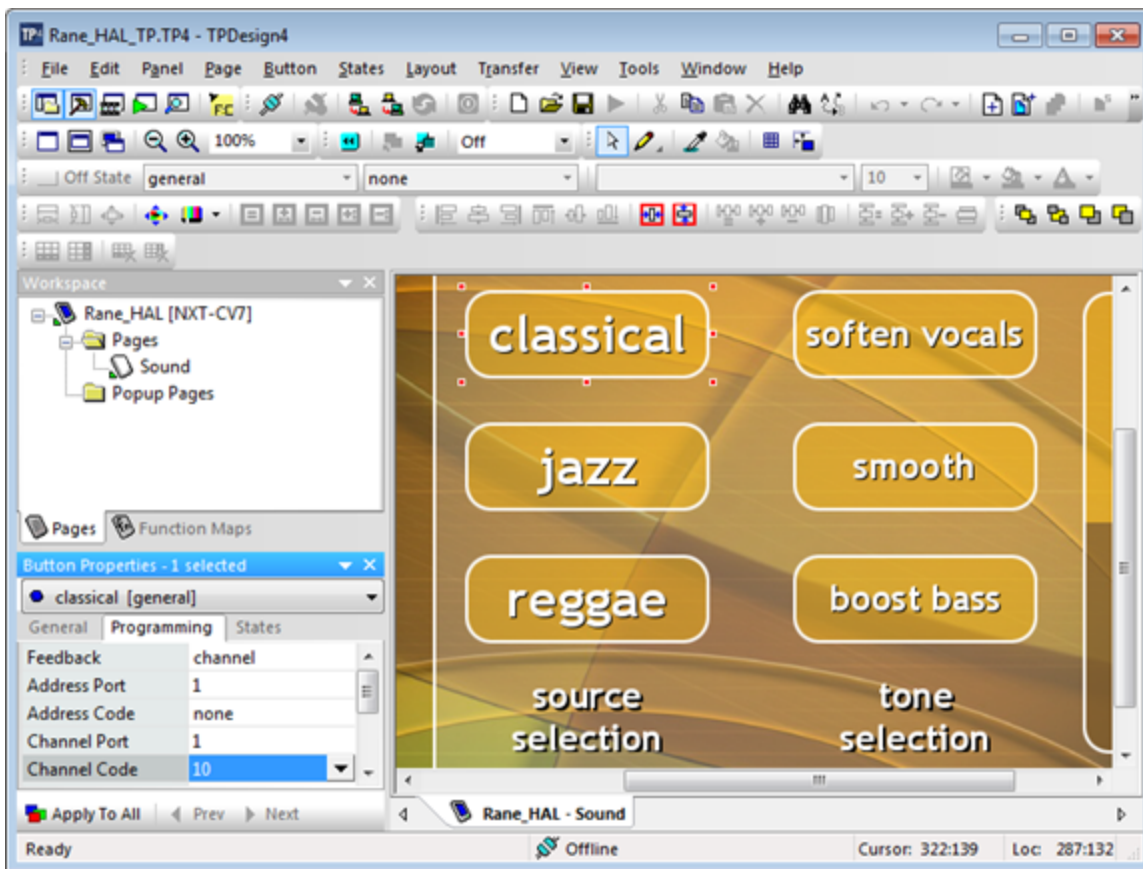 TP4 Rane_HAL_TP.TP4 - TPDesign4
File Edit Panel Page Button States Layout Transfer View Tools Window Help
FC
100% Off
Off State general none 10
Workspace
Rane_HAL [NXT-CV7]
Pages
Sound
Popup Pages
Pages Function Maps
Button Properties - 1 selected
classical [general]
General Programming States
Feedback channel
Address Port 1
Address Code none
Channel Port 1
Channel Code 10
Apply To All Prev Next
classical soften vocals
jazz smooth
reggae boost bass
source tone
selection selection
Rane_HAL - Sound
Ready Offline Cursor: 322:139 Loc: 287:132